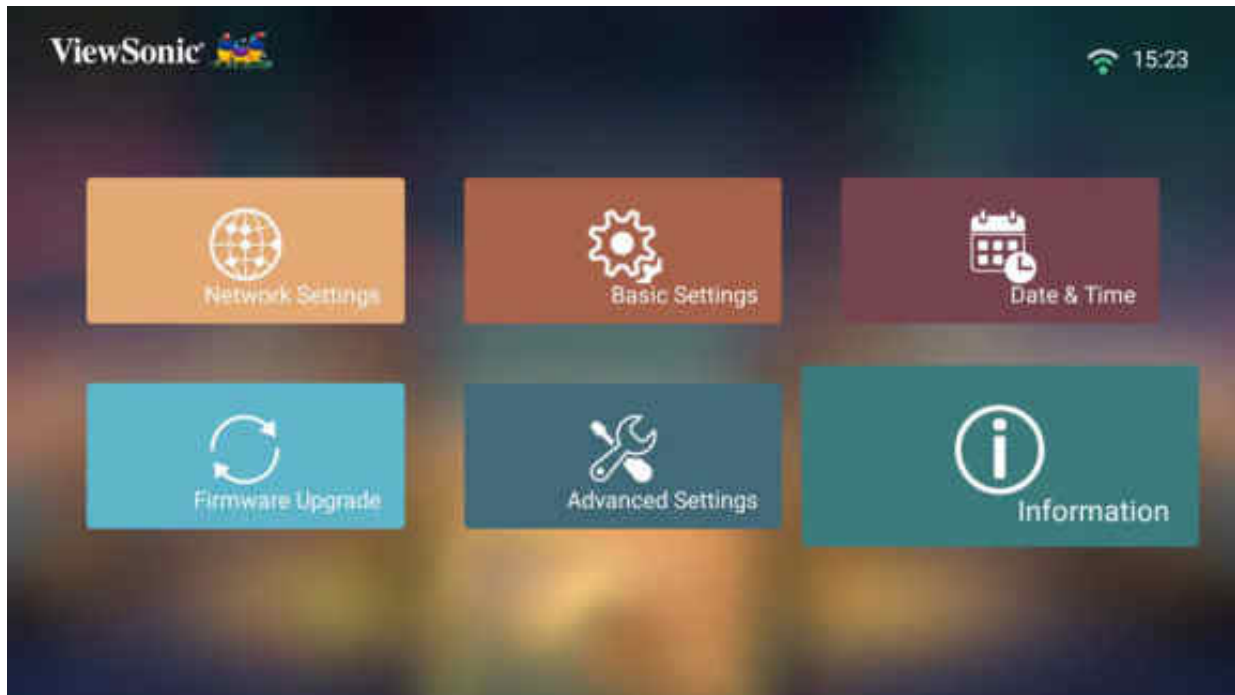 ViewSonic®
15:23
Network Settings
Basic Settings
Date & Time
Firmware Upgrade
Advanced Settings
Information